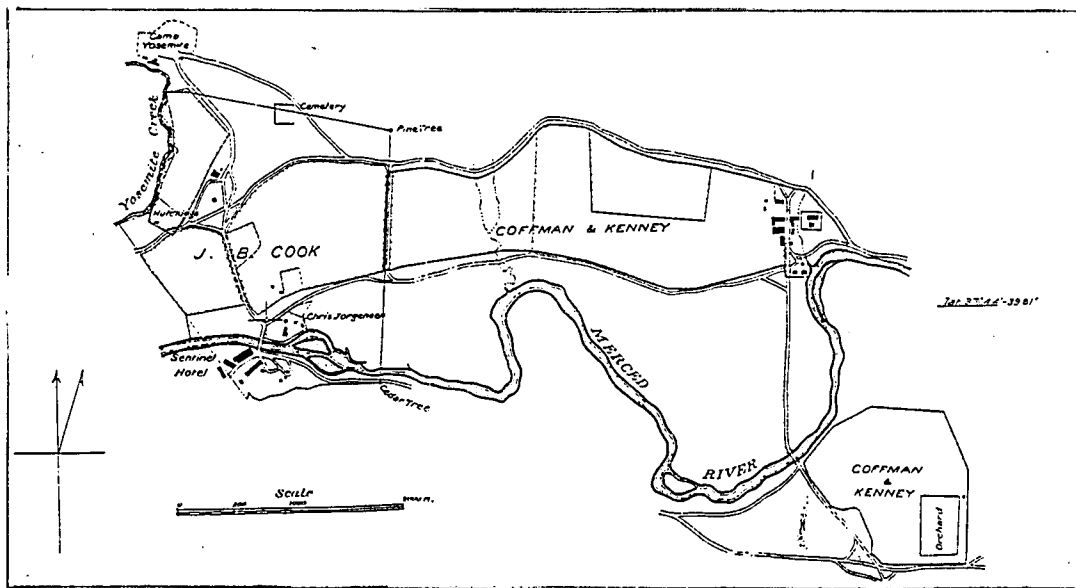 Camp
Yosemite
Yosemite Creek
Cemetery
Pine Tree
Hutchings
J. B. COOK
COFFMAN & KENNEY
Chris Jorgensen
Sentinel
Hotel
Cedar Tree
MERCED
RIVER
COFFMAN
&
KENNEY
Orchard
Scale
0